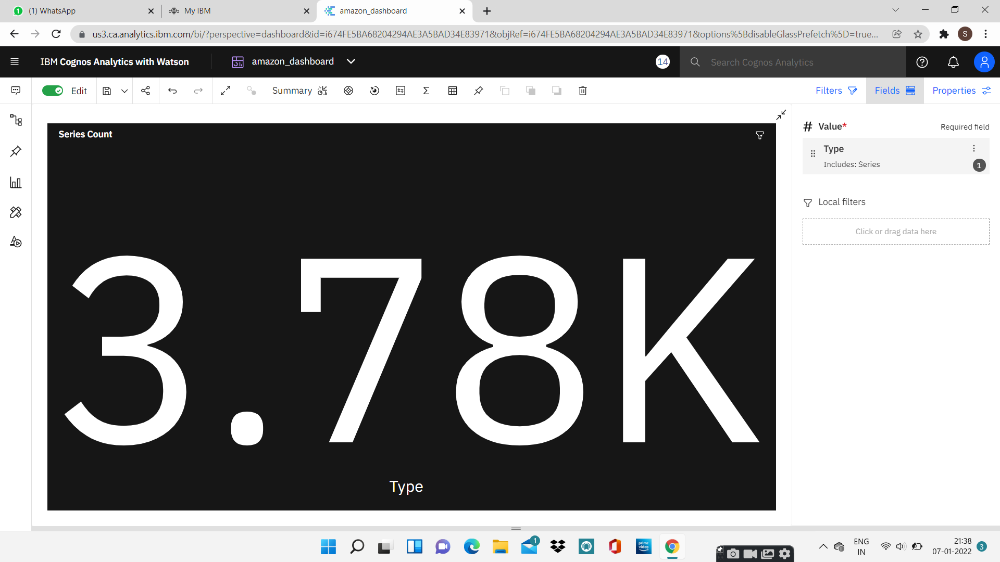 (1) WhatsApp
My IBM
amazon_dashboard
us3.ca.analytics.ibm.com/bi/?perspective=dashboard&id=i674FE5BA68204294AE3A5BAD34E83971&objRef=i674FE5BA68204294AE3A5BAD34E83971&options%5BdisableGlassPrefetch%5D=true...
S
IBM Cognos Analytics with Watson
amazon_dashboard
14
Search Cognos Analytics
Edit
Summary
Filters
Fields
Properties
Series Count
3.78K
Type
Value*
Required field
Type
Includes: Series
1
Local filters
Click or drag data here
1
prime video
ENG
IN
21:38
07-01-2022
3